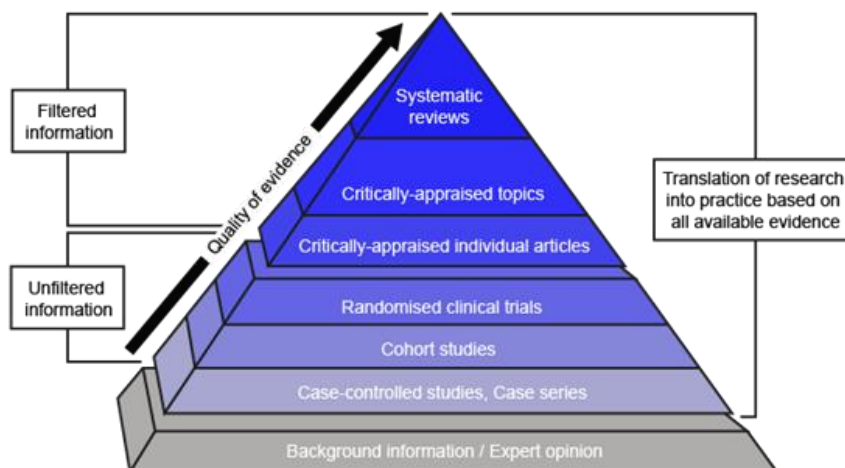 Systematic
reviews
Critically-appraised topics
Critically-appraised individual articles
Randomised clinical trials
Cohort studies
Case-controlled studies, Case series
Background information / Expert opinion
Filtered
information
Unfiltered
information
Quality of evidence
Translation of research
into practice based on
all available evidence